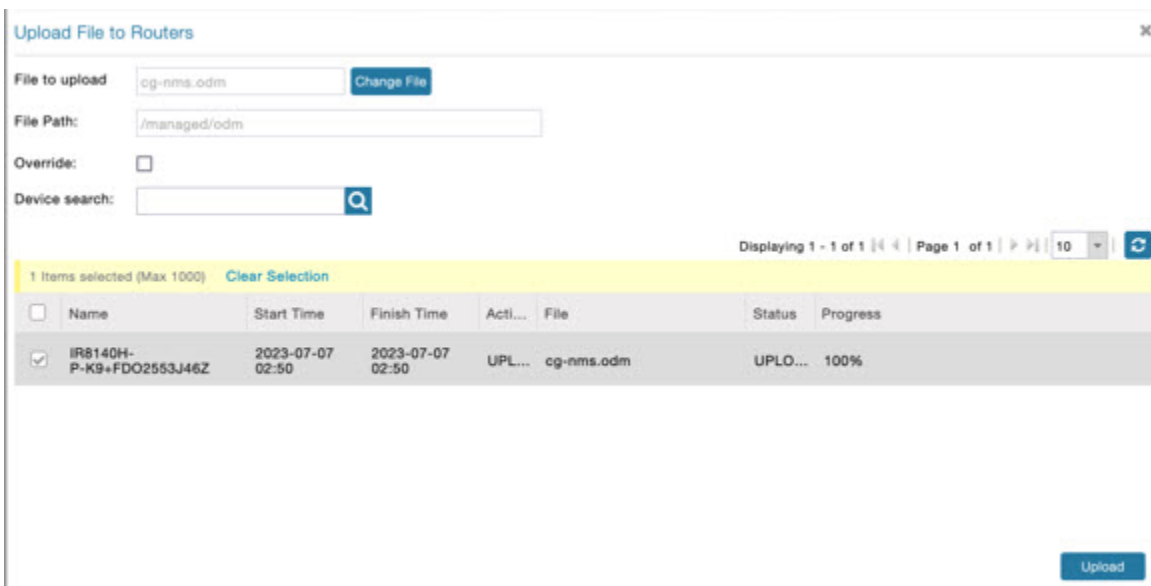 Upload File to Routers
File to upload cg-nms.odm Change File
File Path: /managed/odm
Override:
Device search:
Displaying 1 - 1 of 1 Page 1 of 1 10
1 Items selected (Max 1000) Clear Selection
Name Start Time Finish Time Acti... File Status Progress
IR8140H- 2023-07-07 2023-07-07 UPL... cg-nms.odm UPLO... 100%
P-K9+FDO2553J46Z 02:50 02:50
Upload